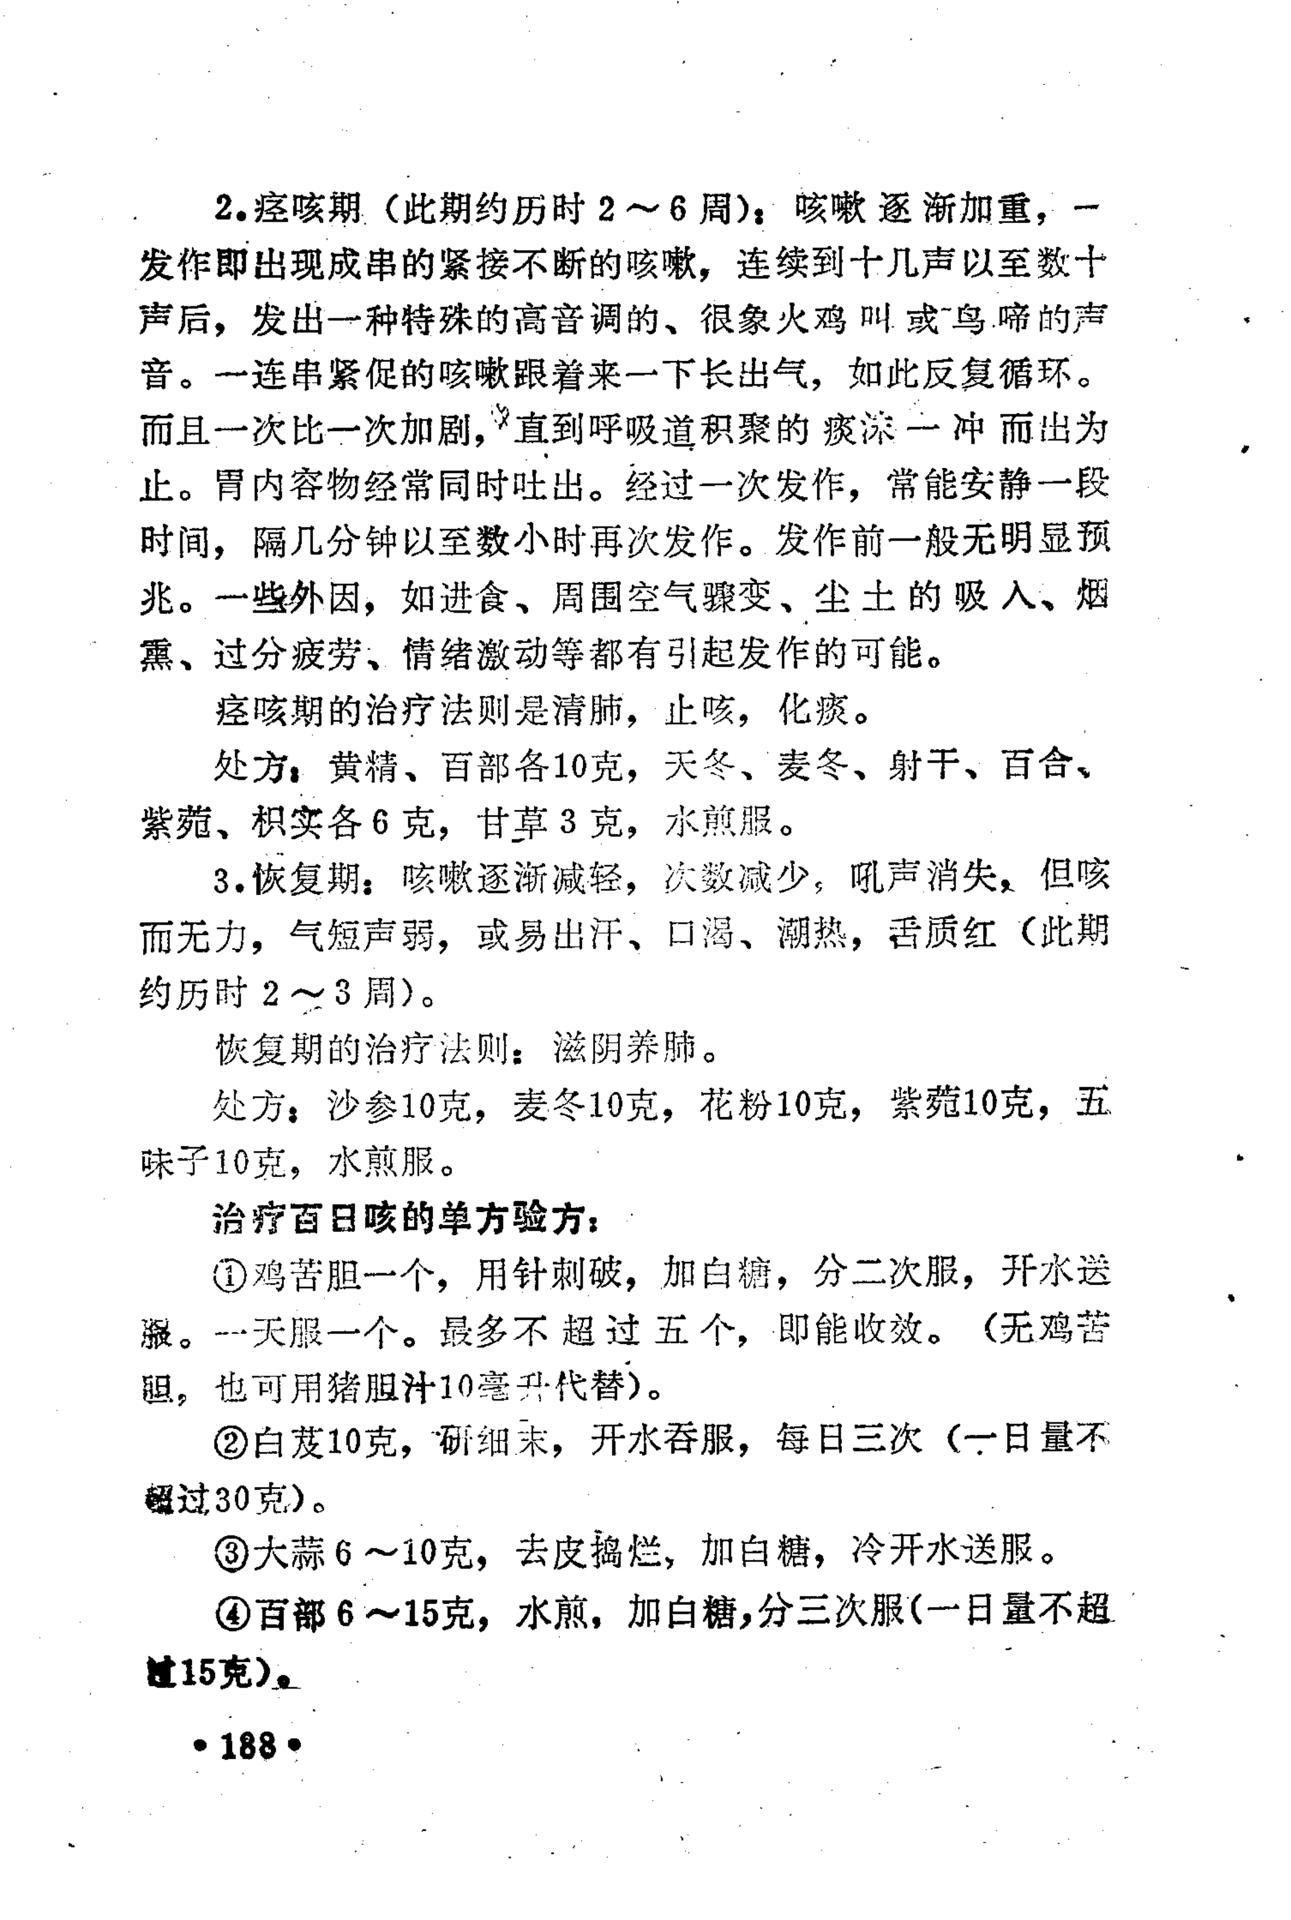 2.痉咳期（此期约历时2～6周）：咳嗽逐渐加重，一
发作即出现成串的紧接不断的咳嗽，连续到十几声以至数十
声后，发出一种特殊的高音调的、很象火鸡叫或鸟啼的声
音。一连串紧促的咳嗽跟着来一下长出气，如此反复循环。
而且一次比一次加剧，直到呼吸道积聚的痰沫一冲而出为
止。胃内容物经常同时吐出。经过一次发作，常能安静一段
时间，隔几分钟以至数小时再次发作。发作前一般无明显预
兆。一些外因，如进食、周围空气骤变、尘土的吸入、烟
熏、过分疲劳、情绪激动等都有引起发作的可能。
痉咳期的治疗法则是清肺，止咳，化痰。
处方：黄精、百部各10克，天冬、麦冬、射干、百合、
紫菀、枳实各6克，甘草3克，水煎服。
3.恢复期：咳嗽逐渐减轻，次数减少，吼声消失，但咳
而无力，气短声弱，或易出汗、口渴、潮热，舌质红（此期
约历时2～3周）。
恢复期的治疗法则：滋阴养肺。
处方：沙参10克，麦冬10克，花粉10克，紫菀10克，五
味子10克，水煎服。
治疗百日咳的单方验方：
①鸡苦胆一个，用针刺破，加白糖，分二次服，开水送
服。一天服一个。最多不超过五个，即能收效。（无鸡苦
胆，也可用猪胆汁10毫升代替）。
②白芨10克，研细末，开水吞服，每日三次（一日量不
超过30克）。
③大蒜6～10克，去皮捣烂，加白糖，冷开水送服。
④百部6～15克，水煎，加白糖，分三次服（一日量不超
过15克）。
•188•